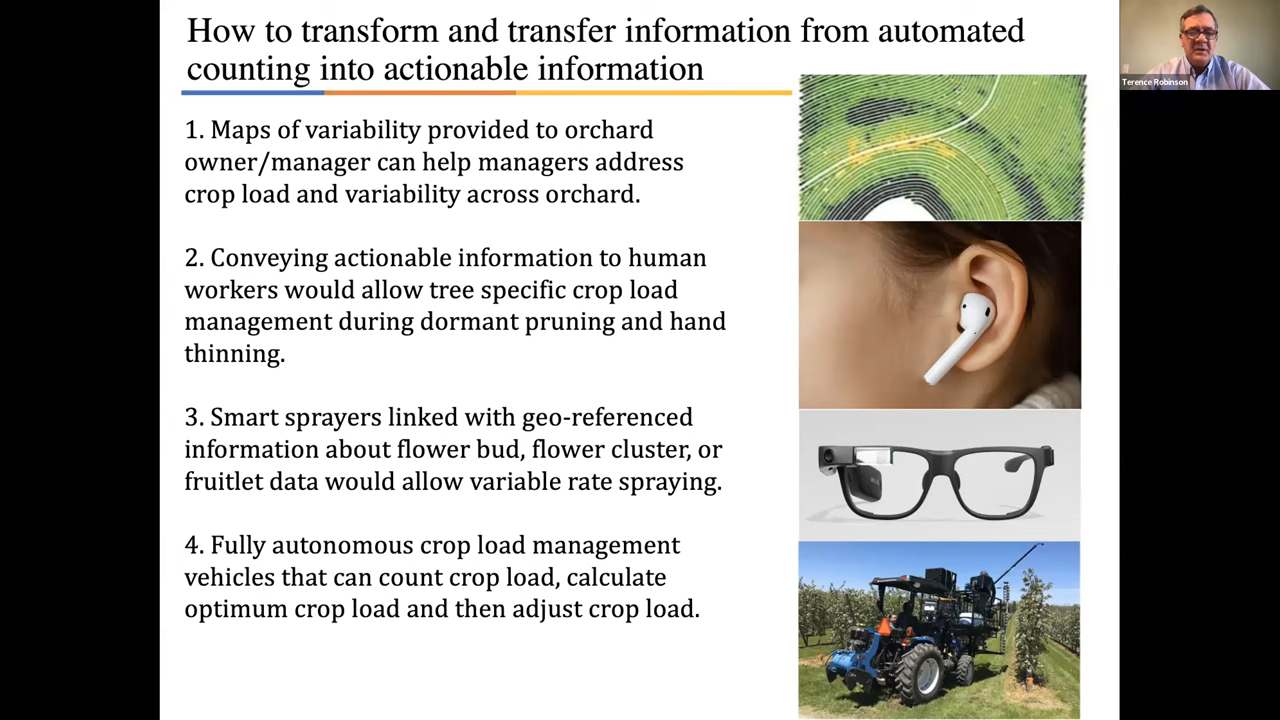 How to transform and transfer information from automated
counting into actionable information
Terence Robinson
1. Maps of variability provided to orchard
owner/manager can help managers address
crop load and variability across orchard.
2. Conveying actionable information to human
workers would allow tree specific crop load
management during dormant pruning and hand
thinning.
3. Smart sprayers linked with geo-referenced
information about flower bud, flower cluster, or
fruitlet data would allow variable rate spraying.
4. Fully autonomous crop load management
vehicles that can count crop load, calculate
optimum crop load and then adjust crop load.